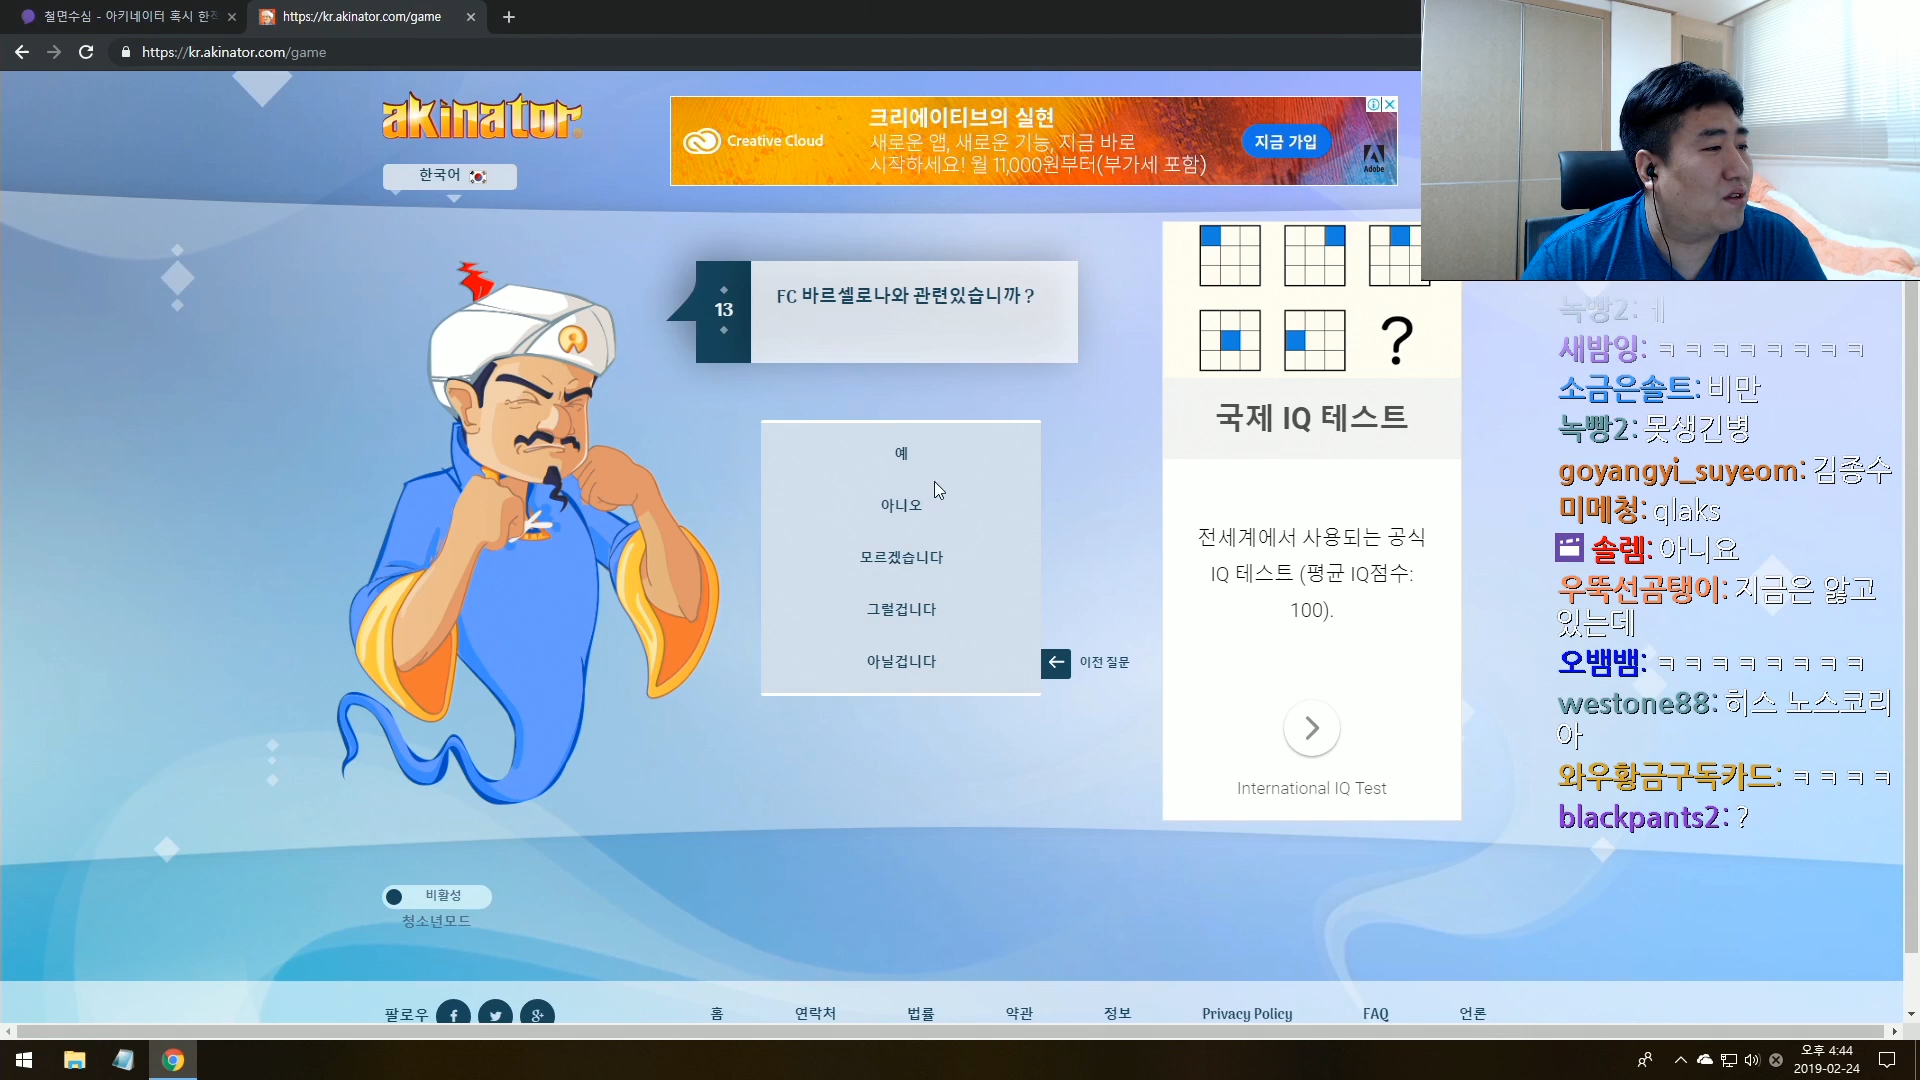 철면수심 - 아키네이터 혹시 한적
https://kr.akinator.com/game
https://kr.akinator.com/game
akinator
한국어
Creative Cloud
크리에이티브의 실현
새로운 앱, 새로운 기능, 지금 바로
시작하세요! 월 11,000원부터(부가세 포함)
지금 가입
Adobe
13
FC 바르셀로나와 관련있습니까 ?
예
아니오
모르겠습니다
그럴겁니다
아닐겁니다
이전 질문
?
국제 IQ 테스트
전세계에서 사용되는 공식
IQ 테스트 (평균 IQ점수:
100).
International IQ Test
녹빵2: ㅔ
새밤잉: ㅋㅋㅋㅋㅋㅋㅋㅋ
소금은솔트: 비만
녹빵2: 못생긴병
goyangyi_suyeom: 김종수
미메청: qlaks
솔렘: 아니요
우뚝선곰탱이: 지금은 앓고
있는데
오뱀뱀: ㅋㅋㅋㅋㅋㅋㅋㅋ
westone88: 히스 노스코리
아
와우황금구독카드: ㅋㅋㅋㅋ
blackpants2: ?
비활성
청소년모드
팔로우
홈
연락처
법률
약관
정보
Privacy Policy
FAQ
언론
오후 4:44
2019-02-24